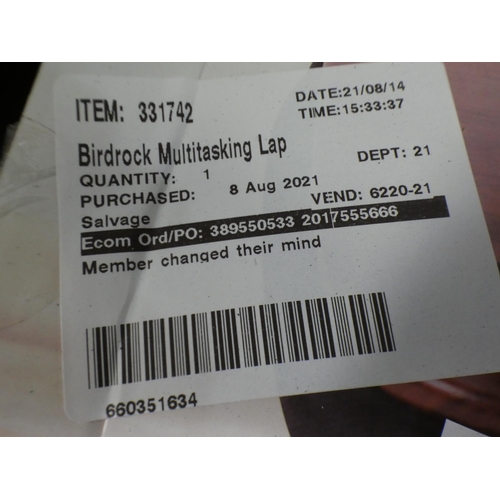 ITEM: 331742
DATE:21/08/14
TIME:15:33:37
Birdrock Multitasking Lap
QUANTITY: 1
DEPT: 21
PURCHASED: 8 Aug 2021
VEND: 6220-21
Salvage
Ecom Ord/PO: 389550533 2017555666
Member changed their mind
660351634